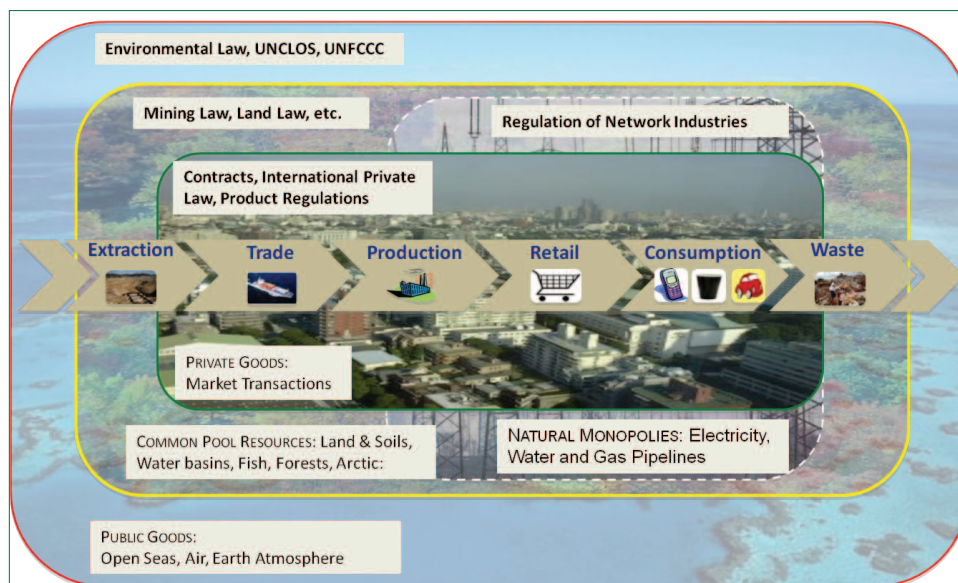 Environmental Law, UNCLOS, UNFCCC
Mining Law, Land Law, etc.
Regulation of Network Industries
Contracts, International Private
Law, Product Regulations
Extraction
Trade
Production
Retail
Consumption
Waste
PRIVATE GOODS:
Market Transactions
COMMON POOL RESOURCES: Land & Soils,
Water basins, Fish, Forests, Arctic:
NATURAL MONOPOLIES: Electricity,
Water and Gas Pipelines
PUBLIC GOODS:
Open Seas, Air, Earth Atmosphere